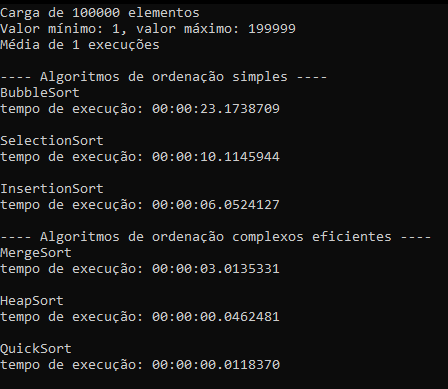 Carga de 100000 elementos
Valor mínimo: 1, valor máximo: 199999
Média de 1 execuções
---- Algoritmos de ordenação simples ----
BubbleSort
tempo de execução: 00:00:23.1738709
SelectionSort
tempo de execução: 00:00:10.1145944
InsertionSort
tempo de execução: 00:00:06.0524127
---- Algoritmos de ordenação complexos eficientes ----
MergeSort
tempo de execução: 00:00:03.0135331
HeapSort
tempo de execução: 00:00:00.0462481
QuickSort
tempo de execução: 00:00:00.0118370